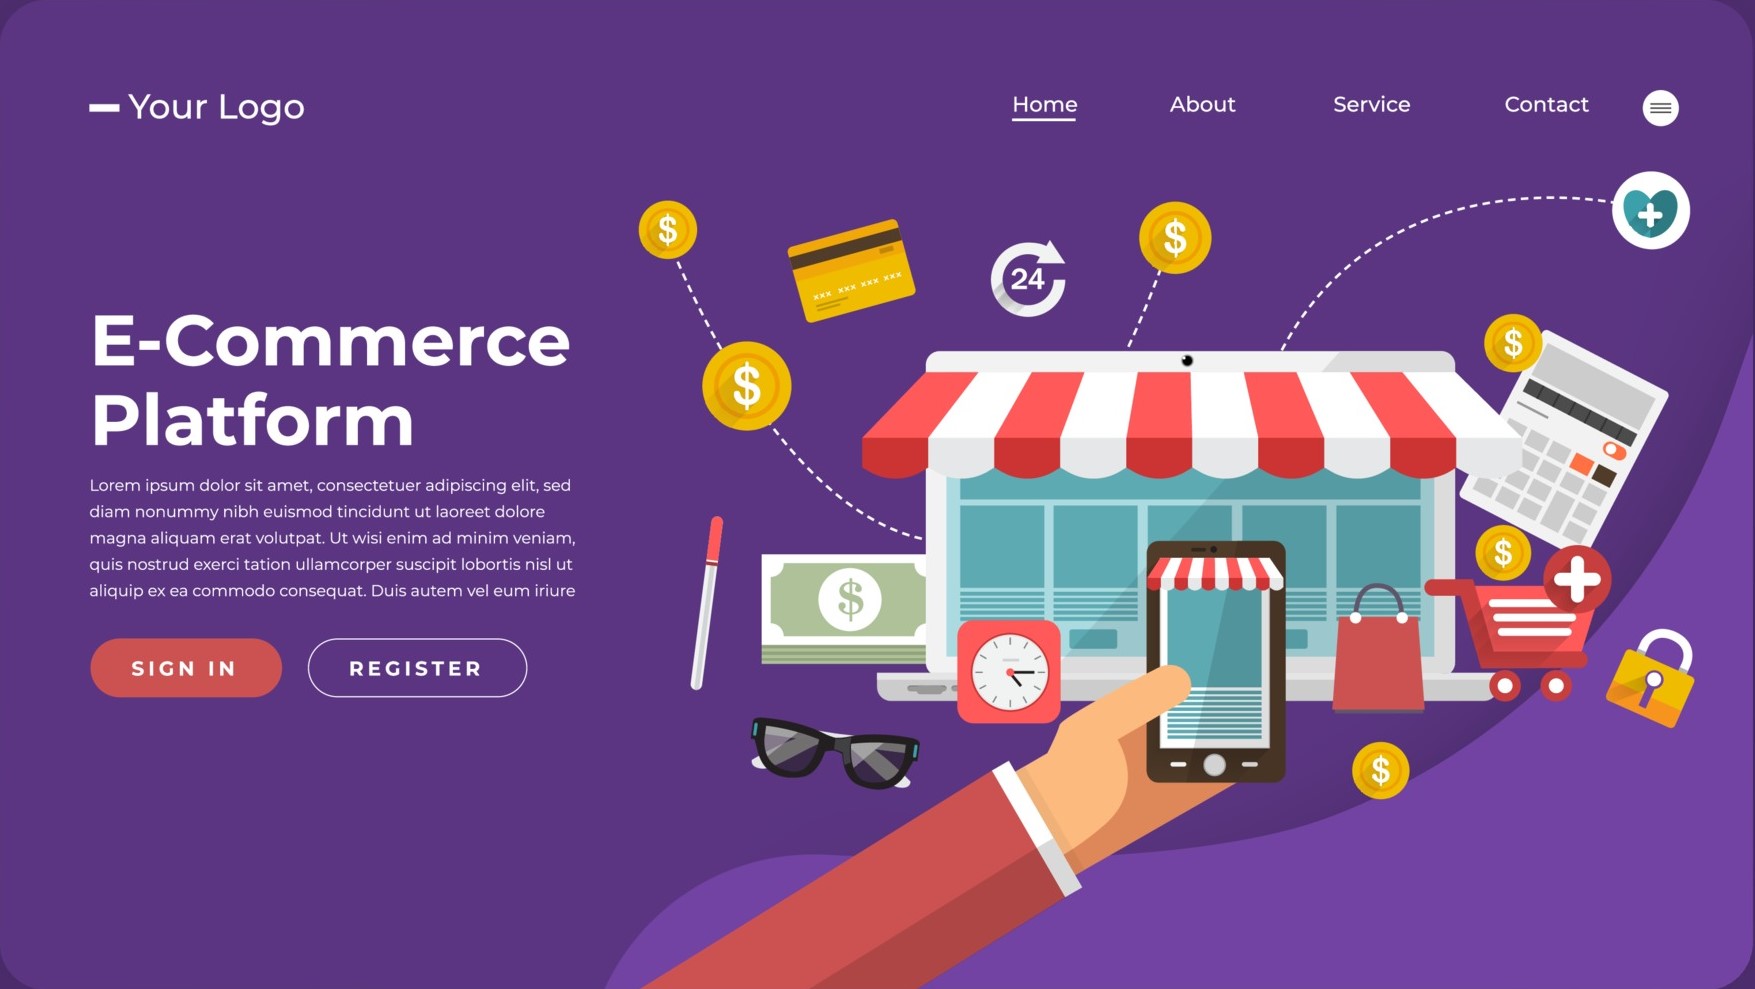 Your Logo
Home About Service Contact
$
$
24
$
E-Commerce
Platform
xxx xxx xxx xxx
$
$
Lorem ipsum dolor sit amet, consectetuer adipiscing elit, sed
diam nonummy nibh euismod tincidunt ut laoreet dolore
magna aliquam erat volutpat. Ut wisi enim ad minim veniam,
quis nostrud exerci tation ullamcorper suscipit lobortis nisl ut
aliquip ex ea commodo consequat. Duis autem vel eum iriure
$
$
SIGN IN REGISTER
$